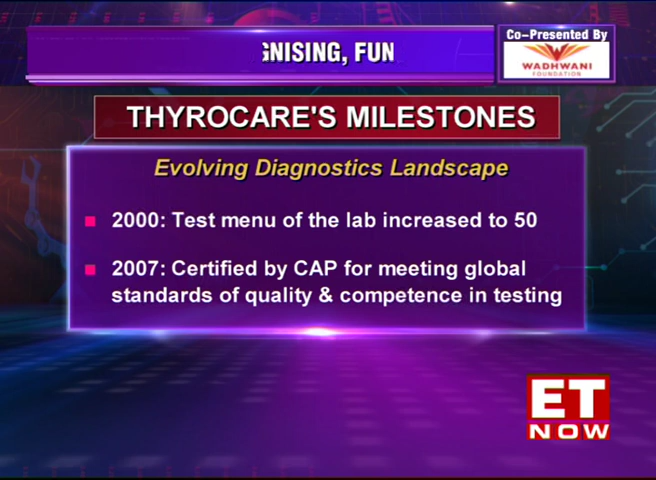 NISING, FUN
Co-Presented By
WADHWANI
FOUNDATION
THYROCARE'S MILESTONES
Evolving Diagnostics Landscape
2000: Test menu of the lab increased to 50
2007: Certified by CAP for meeting global
standards of quality & competence in testing
ET
NOW